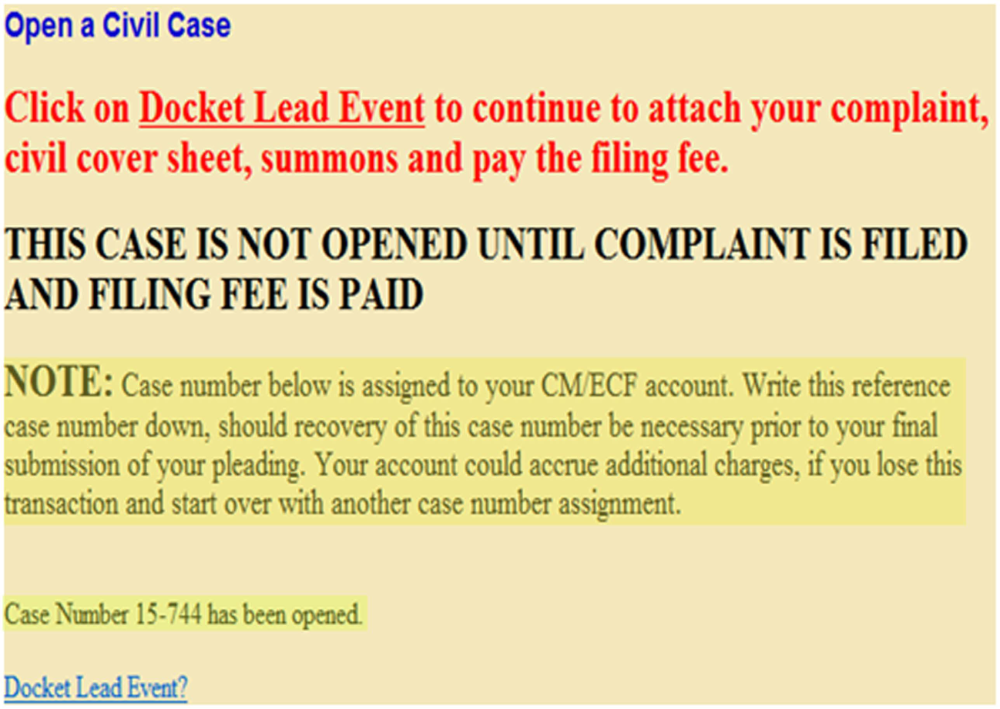 Open a Civil Case
Click on Docket Lead Event to continue to attach your complaint,
civil cover sheet, summons and pay the filing fee.
THIS CASE IS NOT OPENED UNTIL COMPLAINT IS FILED
AND FILING FEE IS PAID
NOTE: Case number below is assigned to your CM/ECF account. Write this reference
case number down, should recovery of this case number be necessary prior to your final
submission of your pleading. Your account could accrue additional charges, if you lose this
transaction and start over with another case number assignment.
Case Number 15-744 has been opened.
Docket Lead Event?